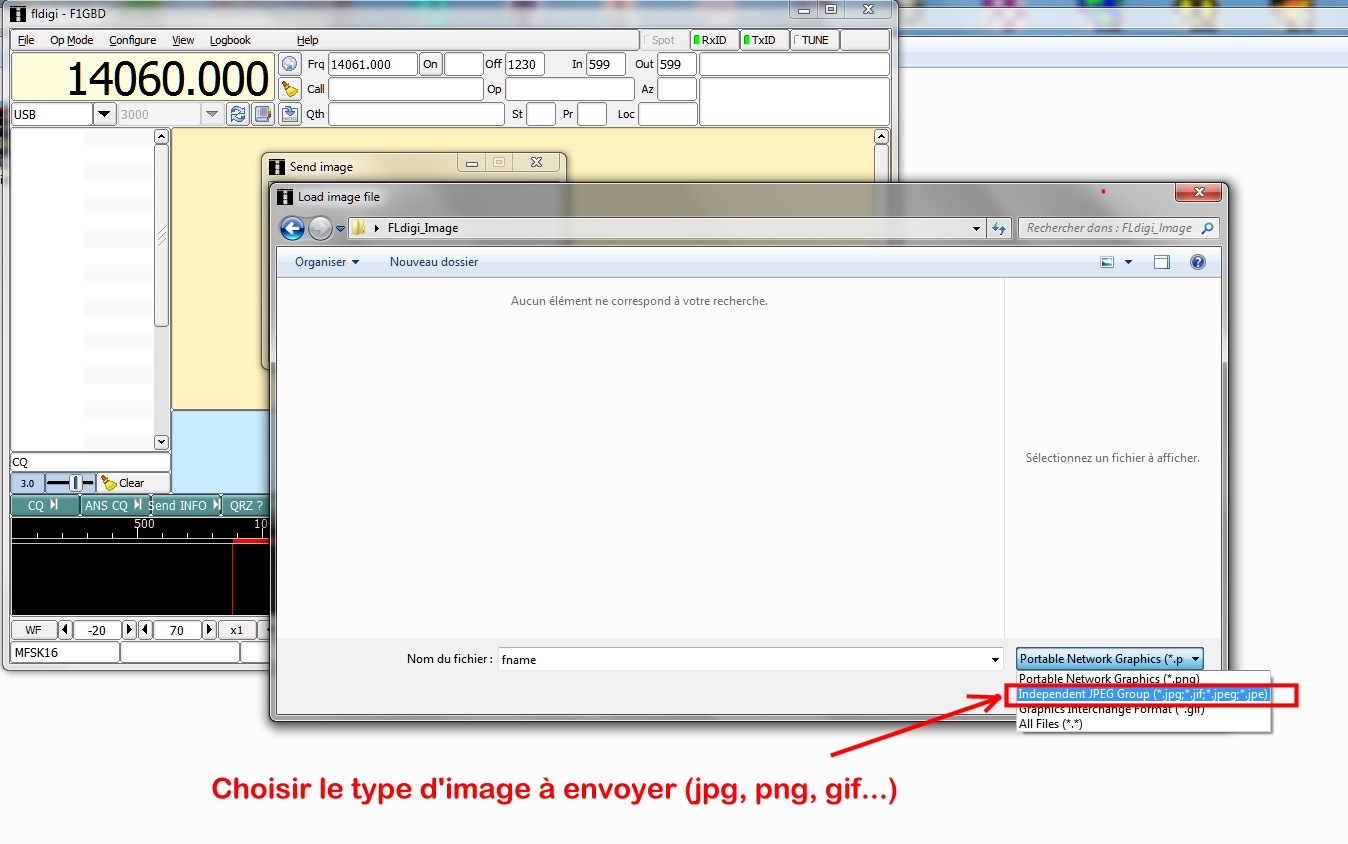 fldigi - F1GBD
File Op Mode Configure View Logbook Help Spot RxID TxID TUNE
14060.000
Frq 14061.000 On Off 1230 In 599 Out 599
Call Op Az
USB 3000 Qth St Pr Loc
Send image
Load image file
FLdigi_Image Rechercher dans : FLdigi_Image
Organiser Nouveau dossier
Aucun élément ne correspond à votre recherche.
Sélectionnez un fichier à afficher.
CQ
3.0 Clear
CQ ANS CQ Send INFO QRZ ?
500 10
WF -20 70 x1
MFSK16
Nom du fichier : fname Portable Network Graphics (*.p
Portable Network Graphics (*.png)
Independent JPEG Group (*.jpg;*.jif;*.jpeg;*.jpe)
Graphics Interchange Format (*.gif)
All Files (*.*)
Choisir le type d'image à envoyer (jpg, png, gif...)